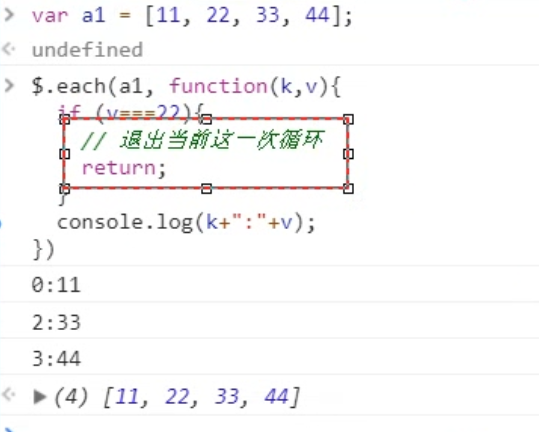 var a1 = [11, 22, 33, 44];
undefined
$.each(a1, function(k,v){
if (v===22){
// 退出当前这一次循环
return;
}
console.log(k+":"+v);
})
0:11
2:33
3:44
(4) [11, 22, 33, 44]